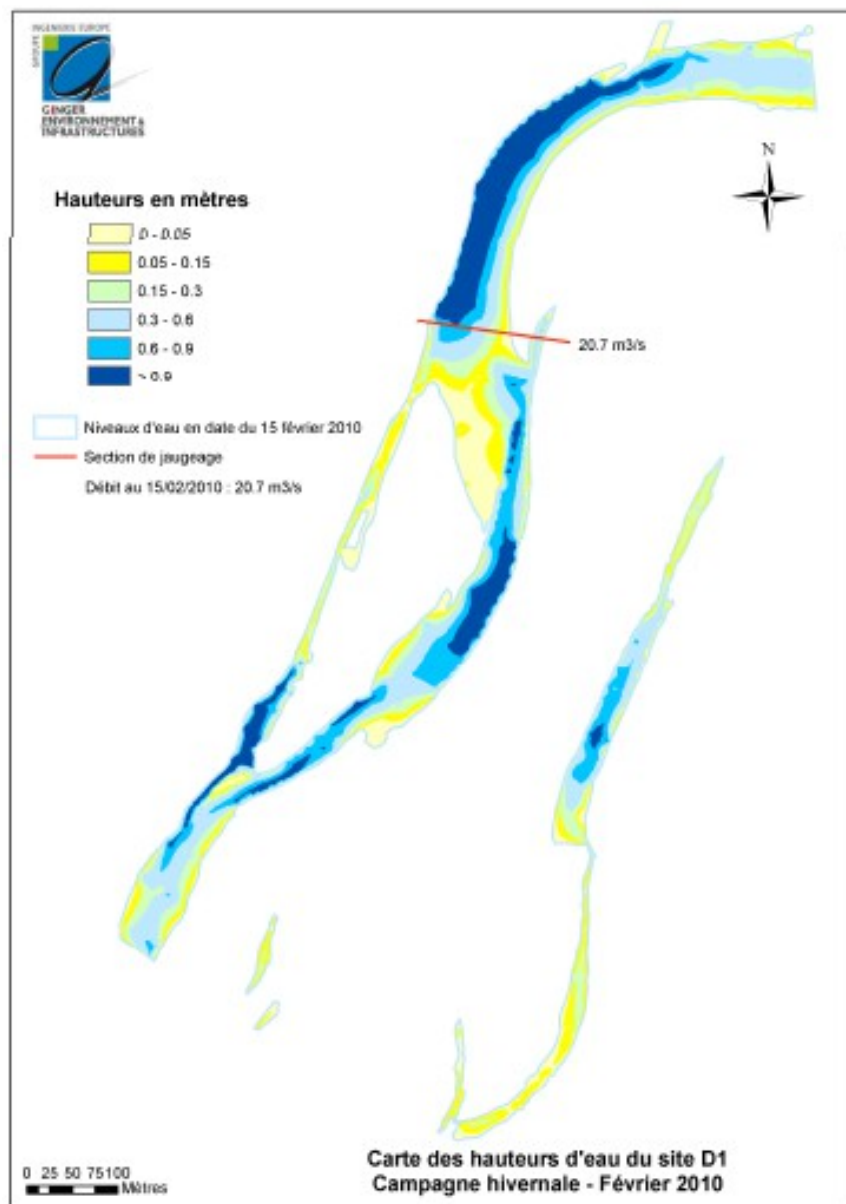 INGENIERIE EUROPE
GROUPE
GINGER
ENVIRONNEMENT &
INFRASTRUCTURES
N
Hauteurs en mètres
0 - 0.05
0.05 - 0.15
0.15 - 0.3
0.3 - 0.6
0.6 - 0.9
> 0.9
20.7 m3/s
Niveaux d'eau en date du 15 février 2010
Section de jaugeage
Débit au 15/02/2010 : 20.7 m3/s
0 25 50 75 100
Mètres
Carte des hauteurs d'eau du site D1
Campagne hivernale - Février 2010